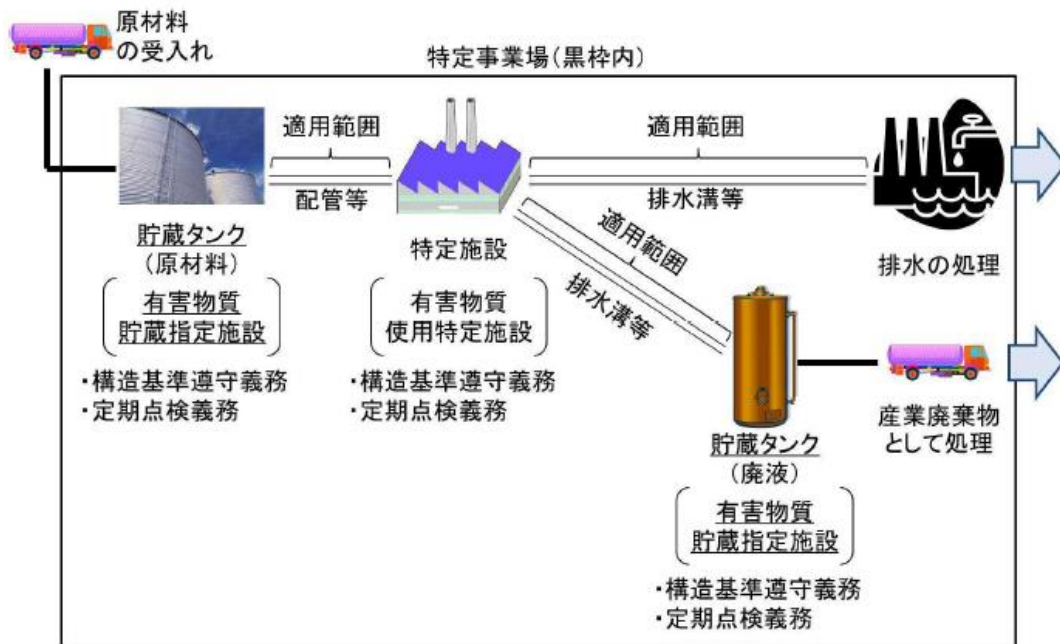 原材料
の受入れ
特定事業場(黒枠内)
適用範囲
配管等
適用範囲
排水溝等
適用範囲
排水溝等
貯蔵タンク
(原材料)
有害物質
貯蔵指定施設
・構造基準遵守義務
・定期点検義務
特定施設
有害物質
使用特定施設
・構造基準遵守義務
・定期点検義務
排水の処理
産業廃棄物
として処理
貯蔵タンク
(廃液)
有害物質
貯蔵指定施設
・構造基準遵守義務
・定期点検義務